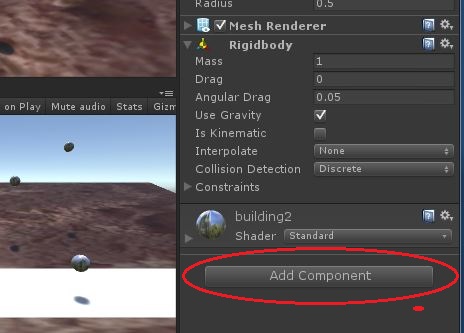 Radius 0.5
Mesh Renderer
Rigidbody
Mass 1
Drag 0
Angular Drag 0.05
Use Gravity
Is Kinematic
Interpolate None
Collision Detection Discrete
Constraints
on Play Mute audio Stats Gizm
building2
Shader Standard
Add Component